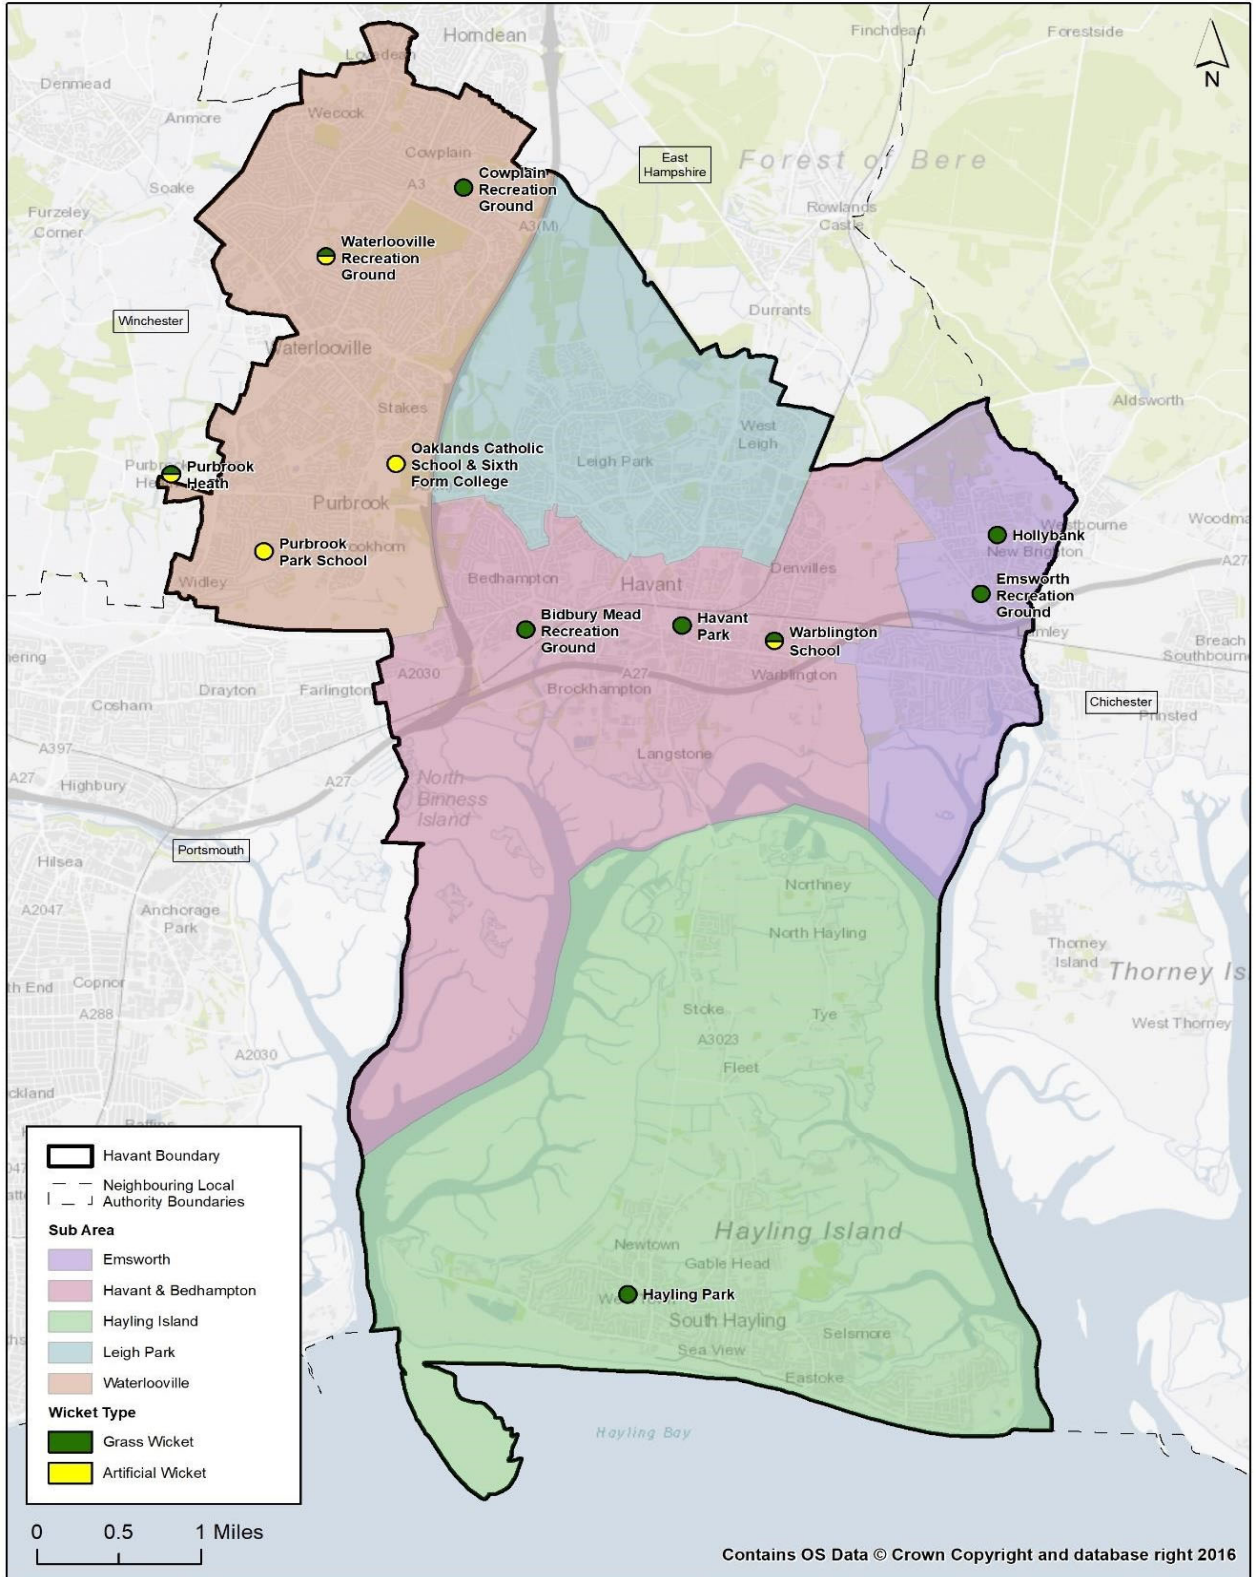 Horndean
Finchdean
Forestside
Lovedean
Denmead
Wecock
Anmore
Cowplain
East
Hampshire
Forest of Bere
Soake
A3
Cowplain
Recreation
Ground
Furzeley
Corner
Rowlands
Castle
A3(M)
Waterlooville
Recreation
Ground
Winchester
Durrants
Waterlooville
Stakes
Aldsworth
West
Leigh
Oaklands Catholic
School & Sixth
Form College
Leigh Park
Purbrook
Heath
Purbrook
Hollybank
Westbourne
New Brighton
A27
Purbrook
Park School
Widley
Bedhampton
Havant
Denvilles
Emsworth
Recreation
Ground
Bidbury Mead
Recreation
Ground
Havant
Park
Warblington
School
Lumley
Breach
Southbourne
A2030
A27
Warblington
Drayton
Farlington
Brockhampton
Cosham
Chichester
Prinsted
A397
Langstone
A27
Highbury
A27
North
Binness
Island
Portsmouth
Hilsea
Northney
A2047
Anchorage
Park
North Hayling
Thorney
Island
Thorney Is
Copnor
A288
Stoke
Tye
West Thorney
A3023
A2030
Fleet
Baffins
Havant Boundary
Neighbouring Local
Authority Boundaries
Sub Area
Emsworth
Havant & Bedhampton
Hayling Island
Leigh Park
Waterlooville
Wicket Type
Grass Wicket
Artificial Wicket
Hayling Island
Newtown
Gable Head
Hayling Park
South Hayling
Selsmore
Sea View
Eastoke
Hayling Bay
N
0 0.5 1 Miles
Contains OS Data © Crown Copyright and database right 2016